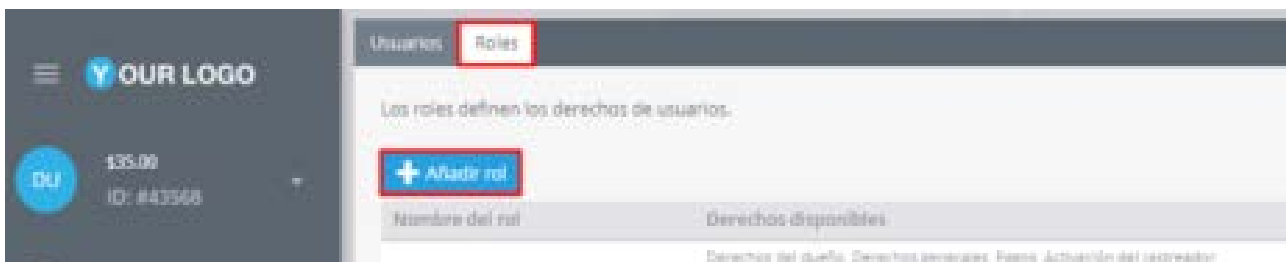 Usuarios Roles
YOUR LOGO
Los roles definen los derechos de usuarios.
$35.00
DU
ID: #43568
Añadir rol
Nombre del rol Derechos disponibles
Derechos del dueño, Derechos generales, Pagos, Activación del rastreador